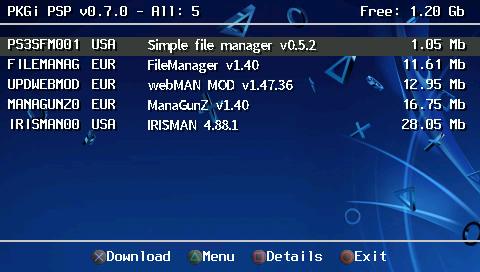 PKGi PSP v0.7.0 - All: 5 Free: 1.20 Gb
PS3SFM001 USA Simple file manager v0.5.2 1.05 Mb
FILEMANAG EUR FileManager v1.40 11.61 Mb
UPDWEBMOD EUR webMAN MOD v1.47.36 12.95 Mb
MANAGUNZ0 EUR ManaGunZ v1.40 16.75 Mb
IRISMAN00 USA IRISMAN 4.88.1 28.05 Mb
Download Menu Details Exit